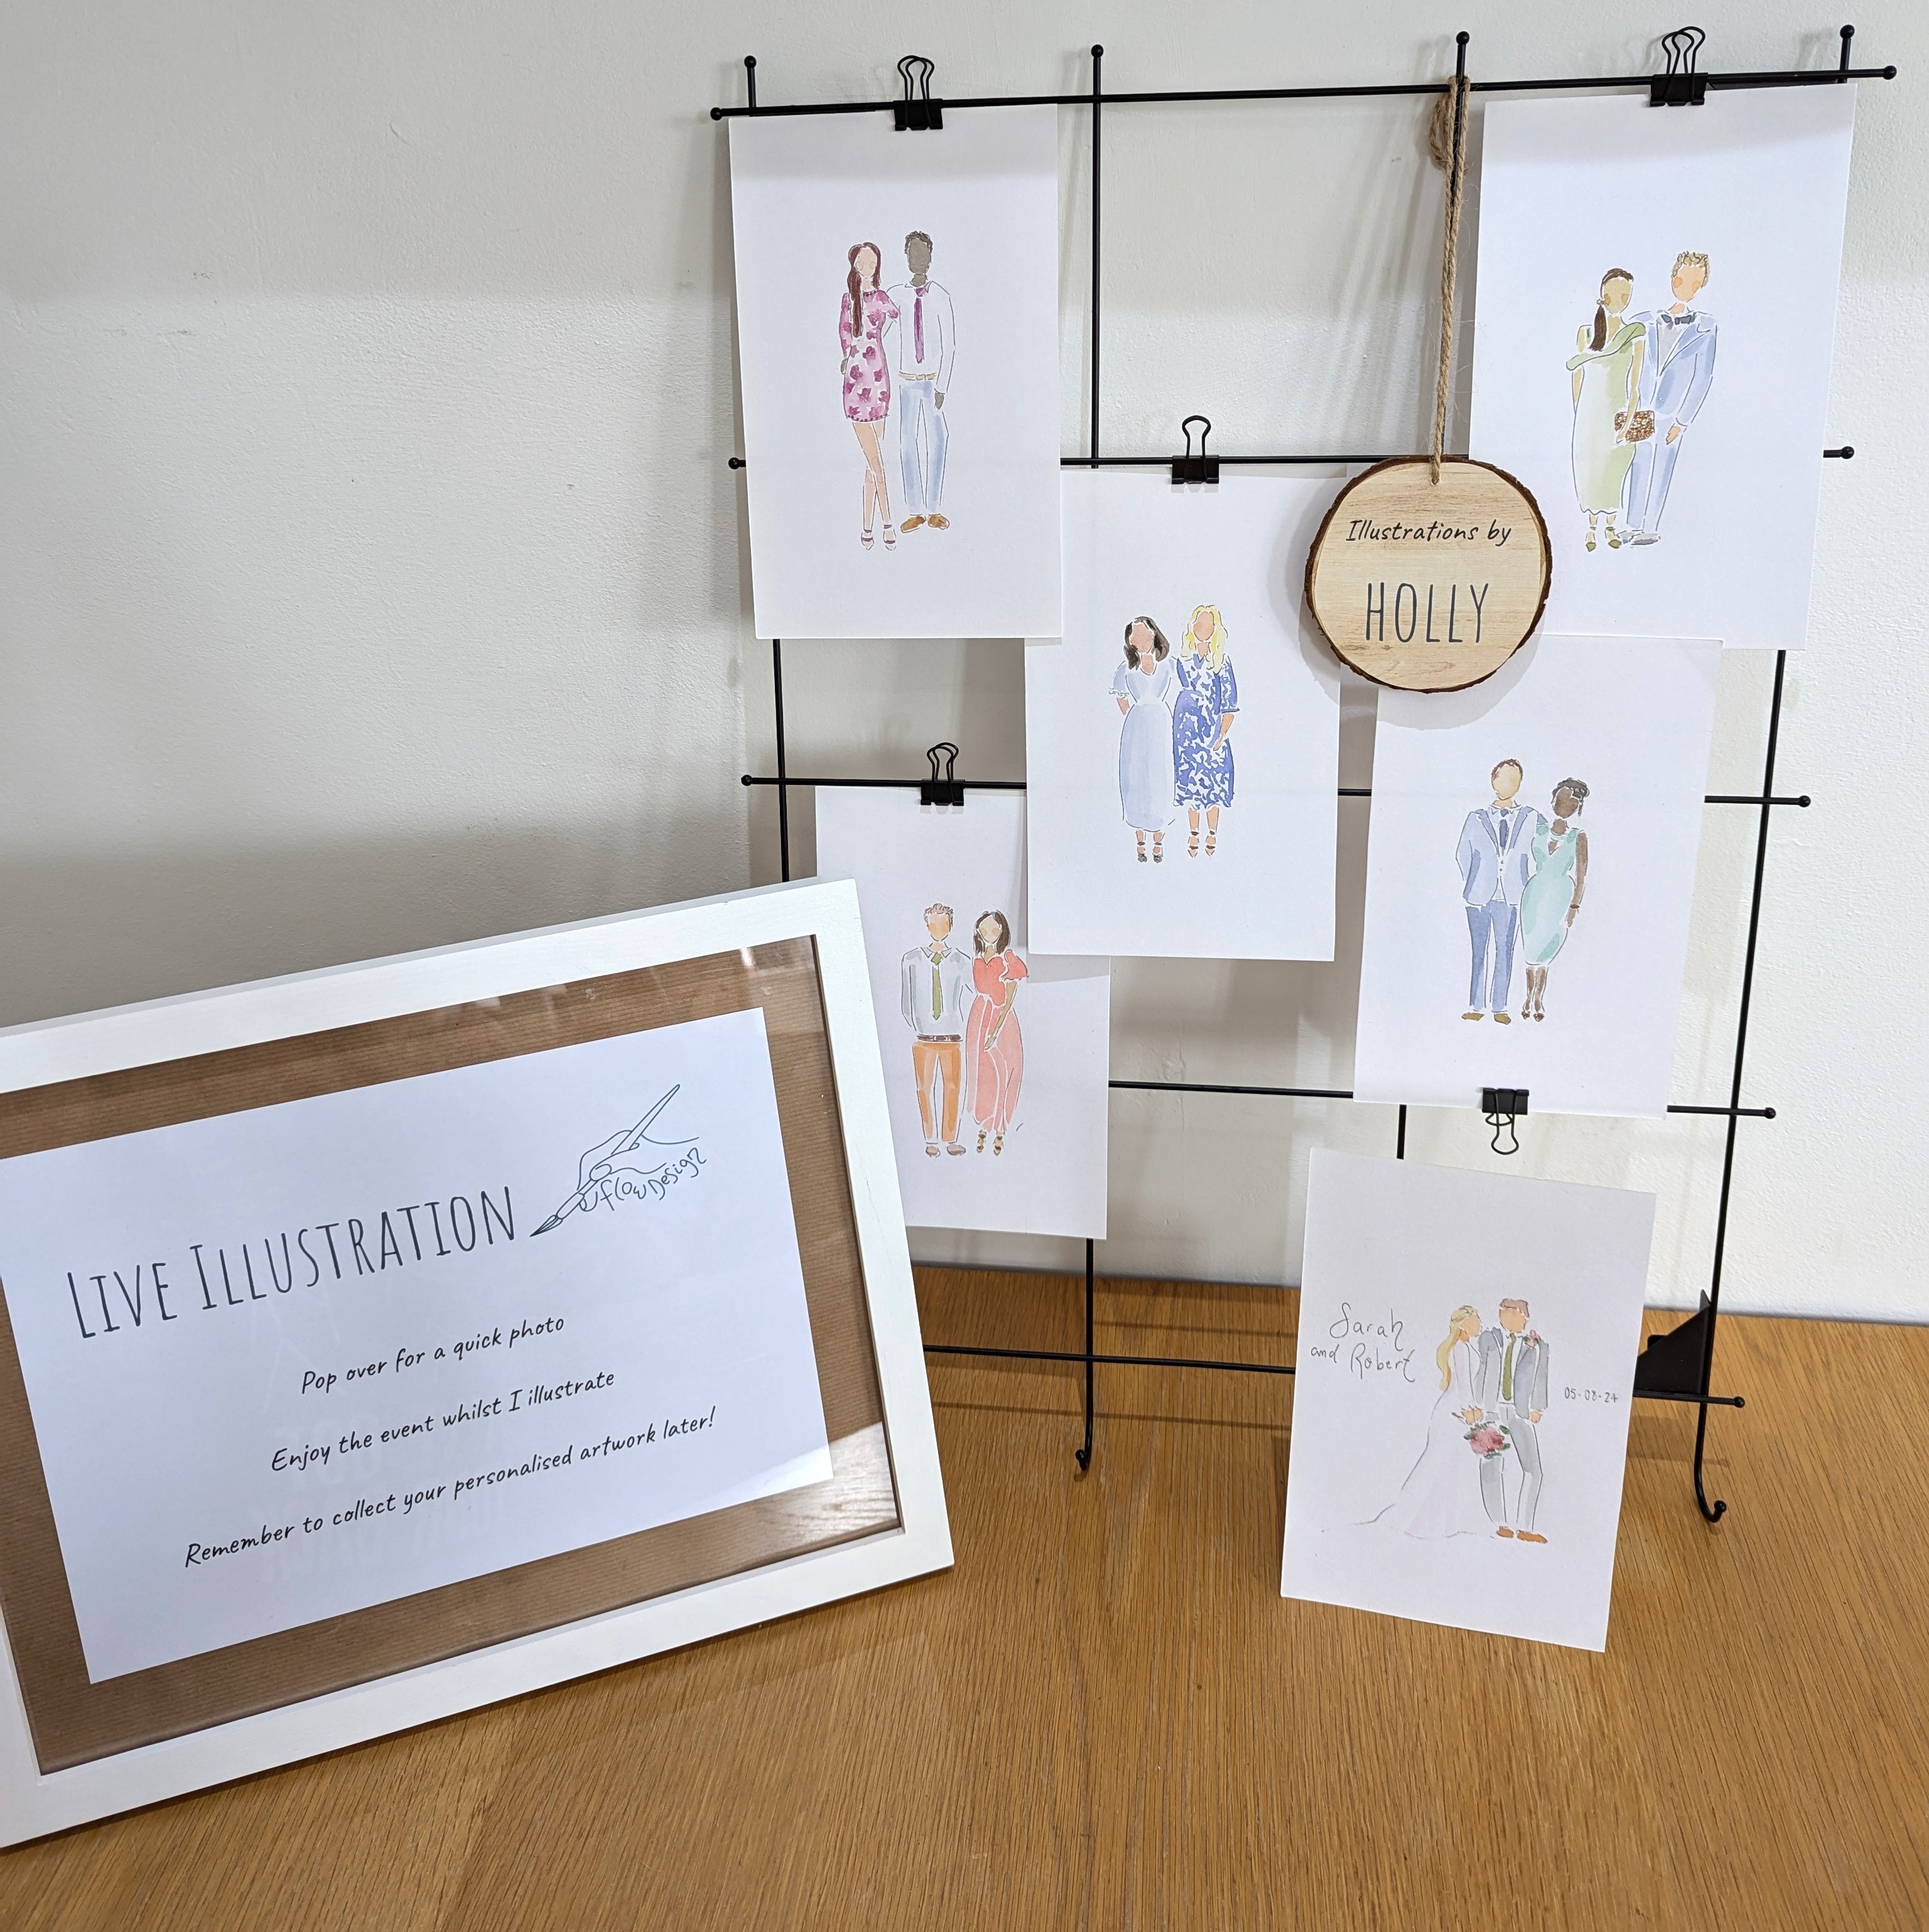 Illustrations by
HOLLY
LIVE ILLUSTRATION
flowDesign
Pop over for a quick photo
Enjoy the event whilst I illustrate
Remember to collect your personalised artwork later!
Sarah
and Robert
05-08-24